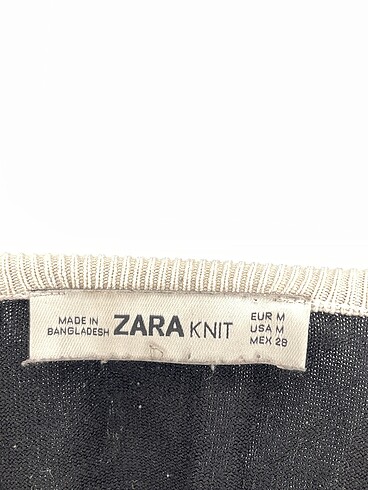 MADE IN
BANGLADESH
ZARA KNIT
EUR M
USA M
MEX 28